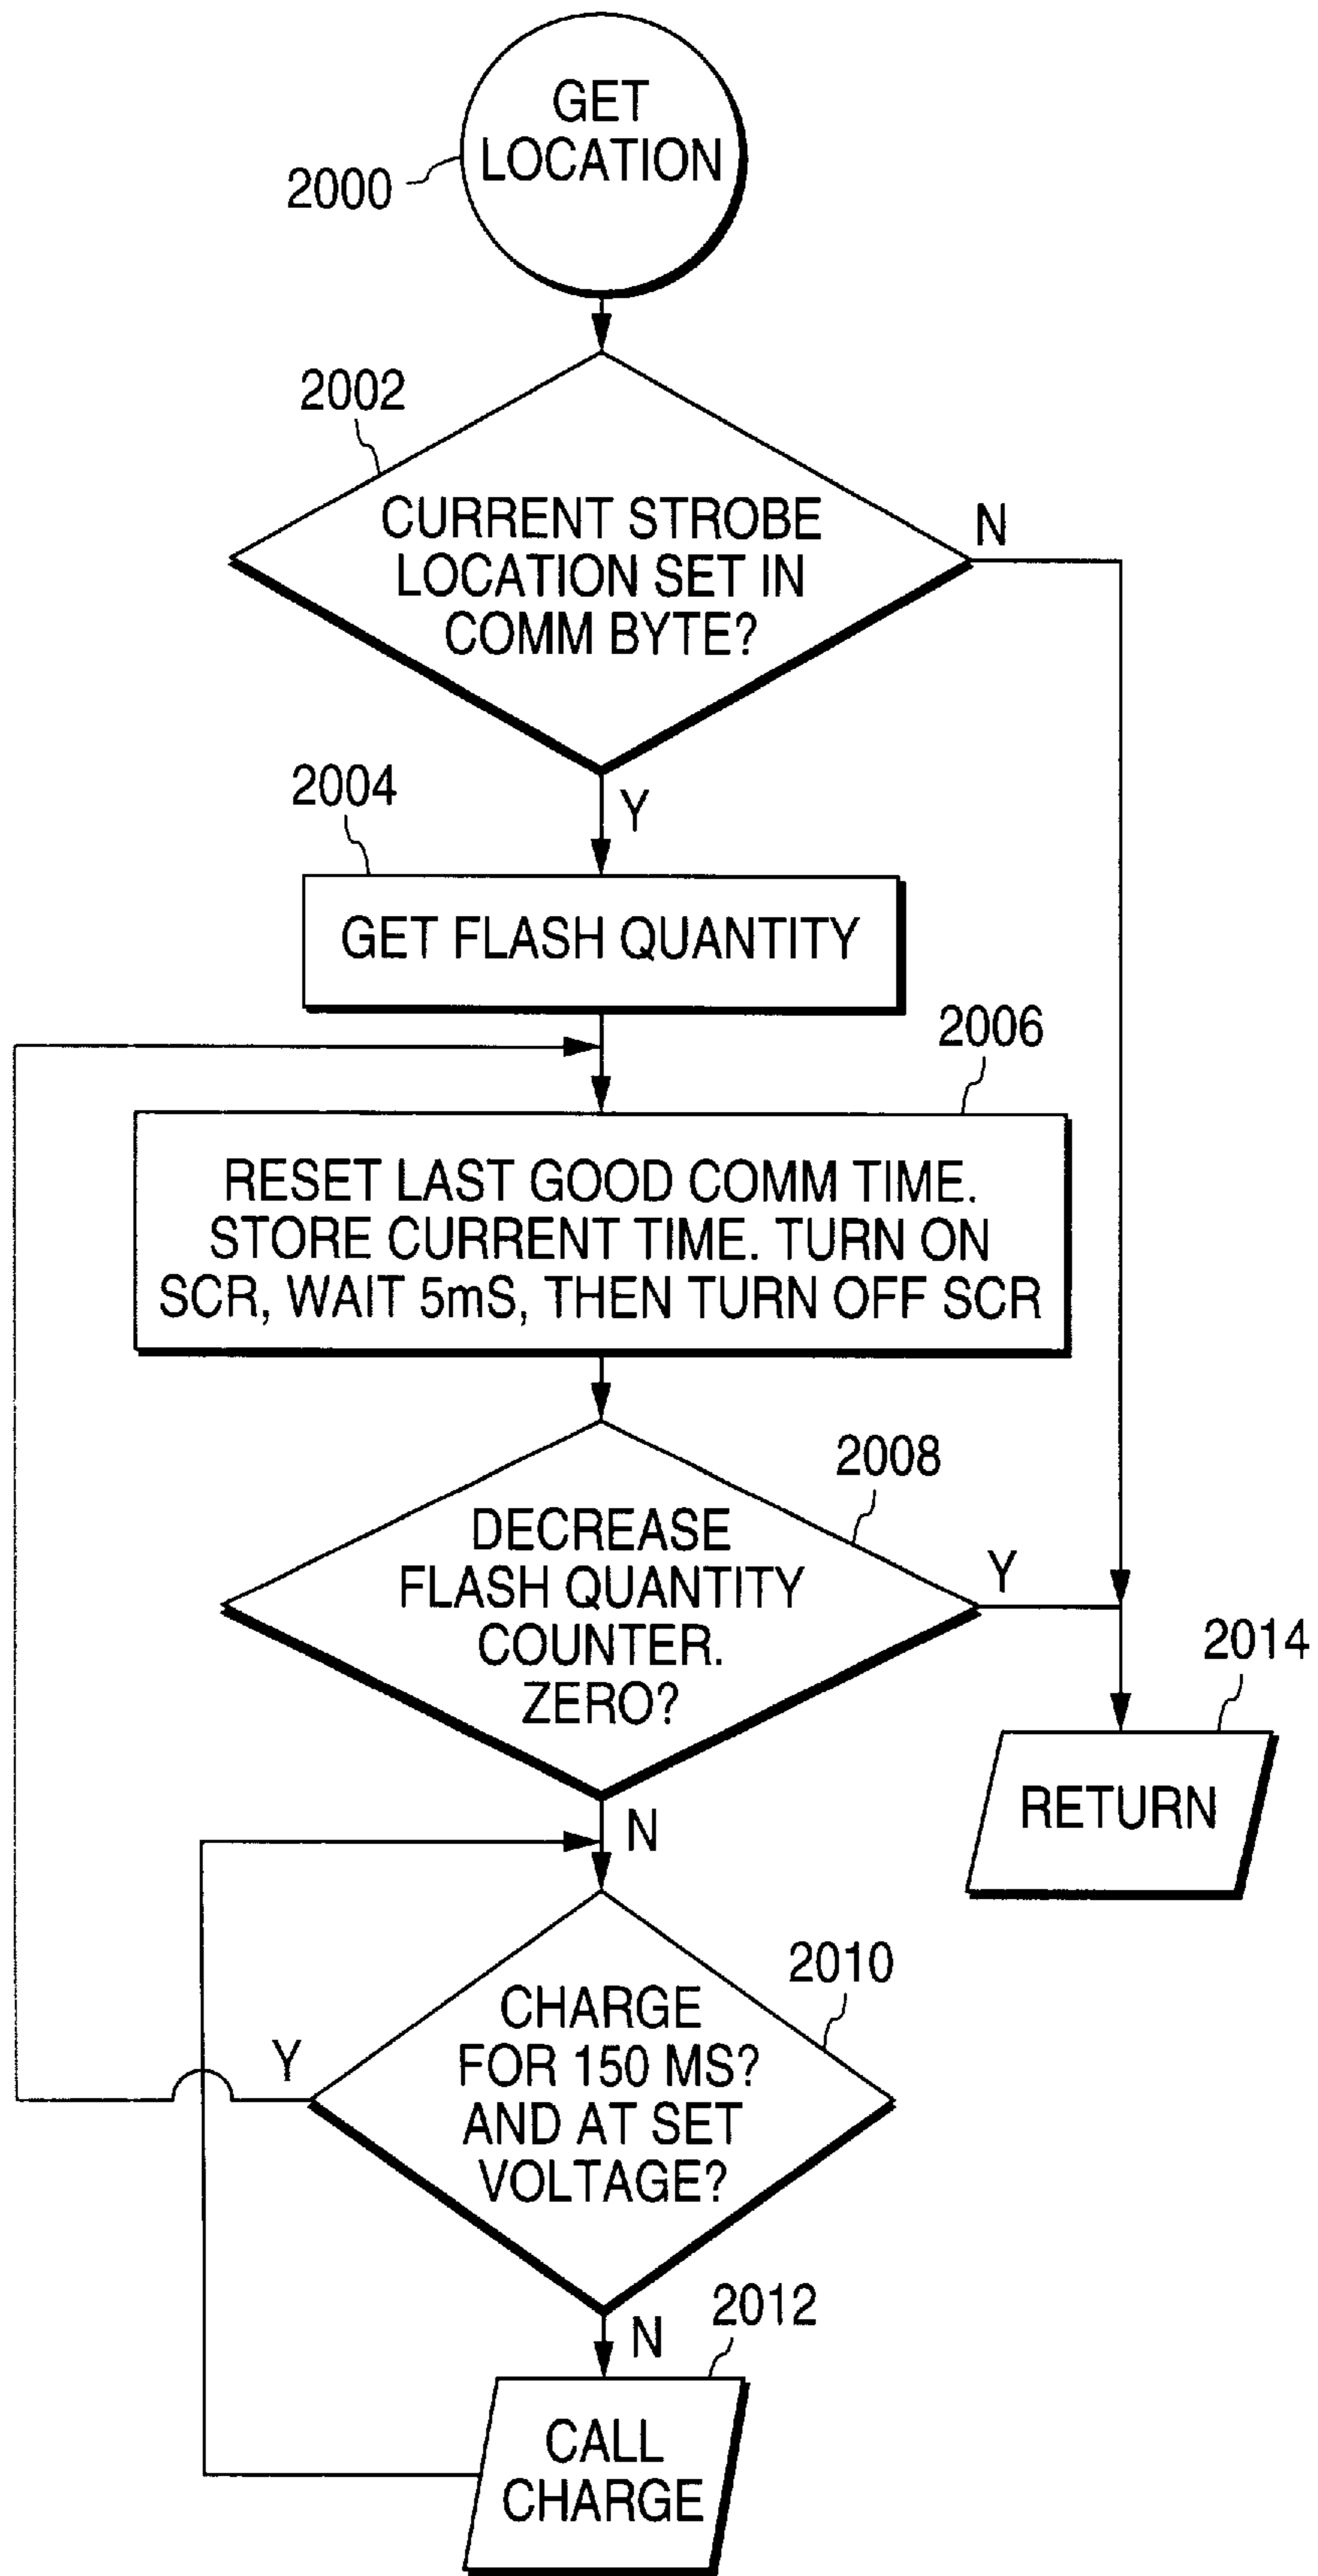 GET
LOCATION
2000
2002
CURRENT STROBE
LOCATION SET IN
COMM BYTE?
N
Y
2004
GET FLASH QUANTITY
2006
RESET LAST GOOD COMM TIME.
STORE CURRENT TIME. TURN ON
SCR, WAIT 5mS, THEN TURN OFF SCR
2008
DECREASE
FLASH QUANTITY
COUNTER.
ZERO?
Y
N
2014
RETURN
2010
CHARGE
FOR 150 MS?
AND AT SET
VOLTAGE?
Y
N
2012
CALL
CHARGE